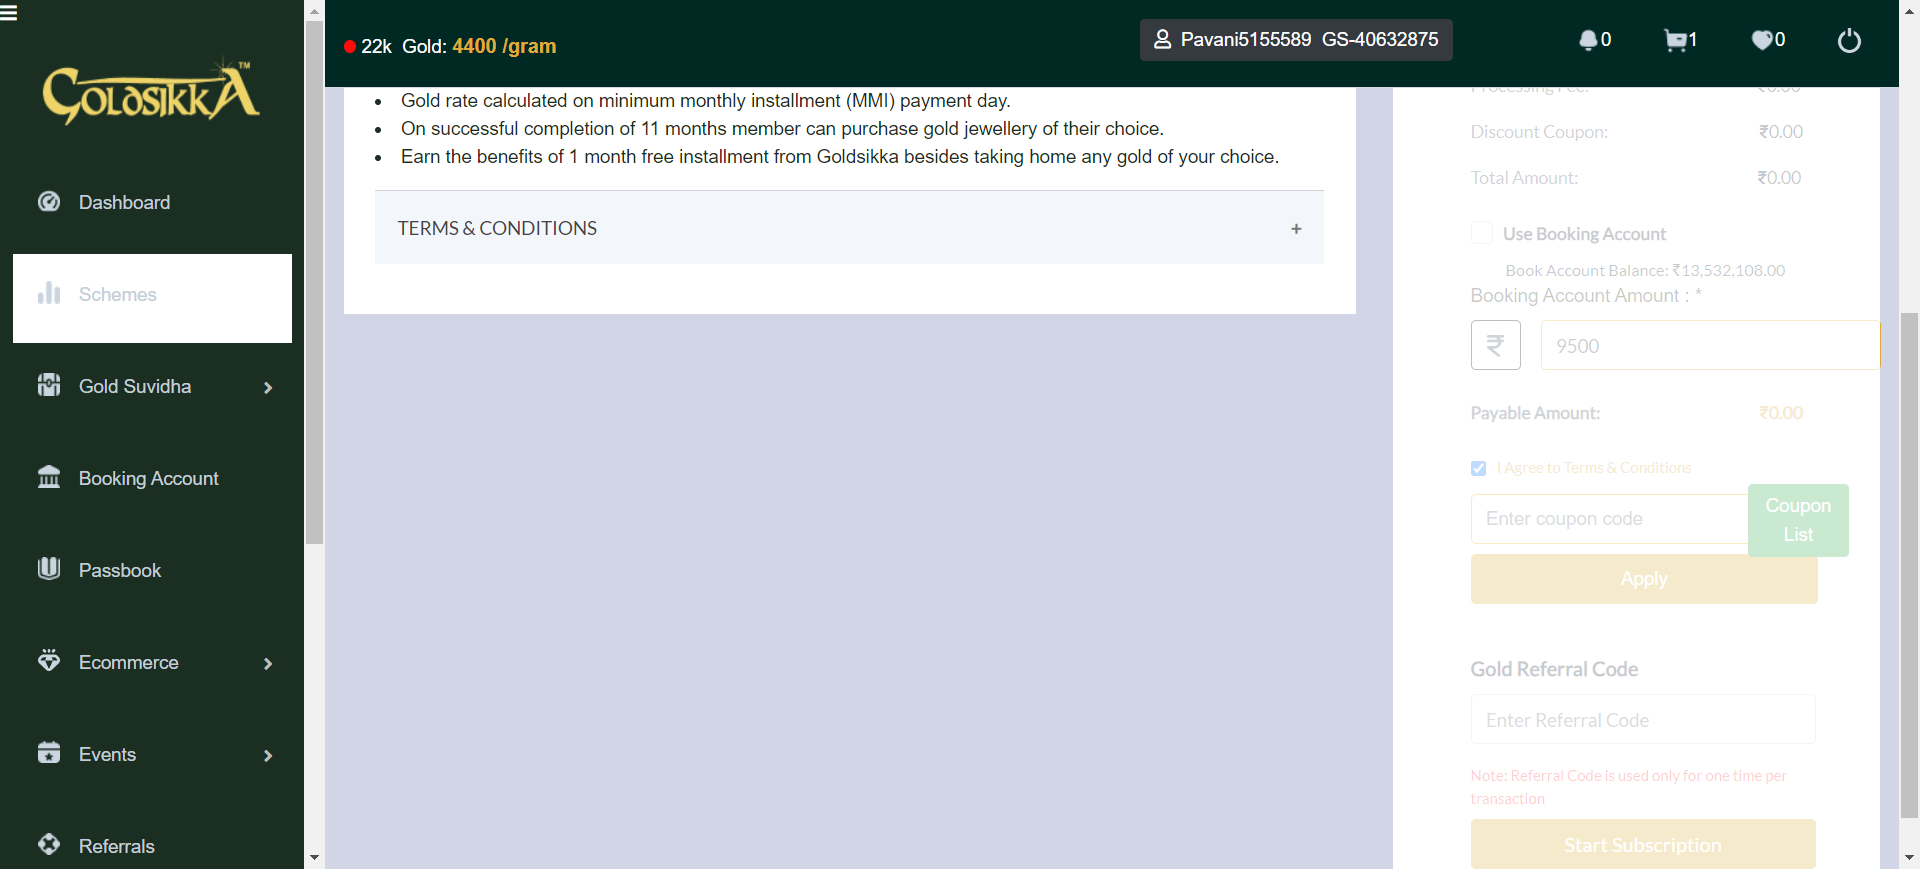 GOLDSIKKA™
Dashboard
Schemes
Gold Suvidha
Booking Account
Passbook
Ecommerce
Events
Referrals
22k Gold: 4400 /gram
Pavani5155589 GS-40632875
0
1
0
• Gold rate calculated on minimum monthly installment (MMI) payment day.
• On successful completion of 11 months member can purchase gold jewellery of their choice.
• Earn the benefits of 1 month free installment from Goldsikka besides taking home any gold of your choice.
TERMS & CONDITIONS +
Processing Fee: ₹0.00
Discount Coupon: ₹0.00
Total Amount: ₹0.00
Use Booking Account
Book Account Balance: ₹13,532,108.00
Booking Account Amount : *
₹ 9500
Payable Amount: ₹0.00
I Agree to Terms & Conditions
Enter coupon code
Coupon
List
Apply
Gold Referral Code
Enter Referral Code
Note: Referral Code is used only for one time per
transaction
Start Subscription